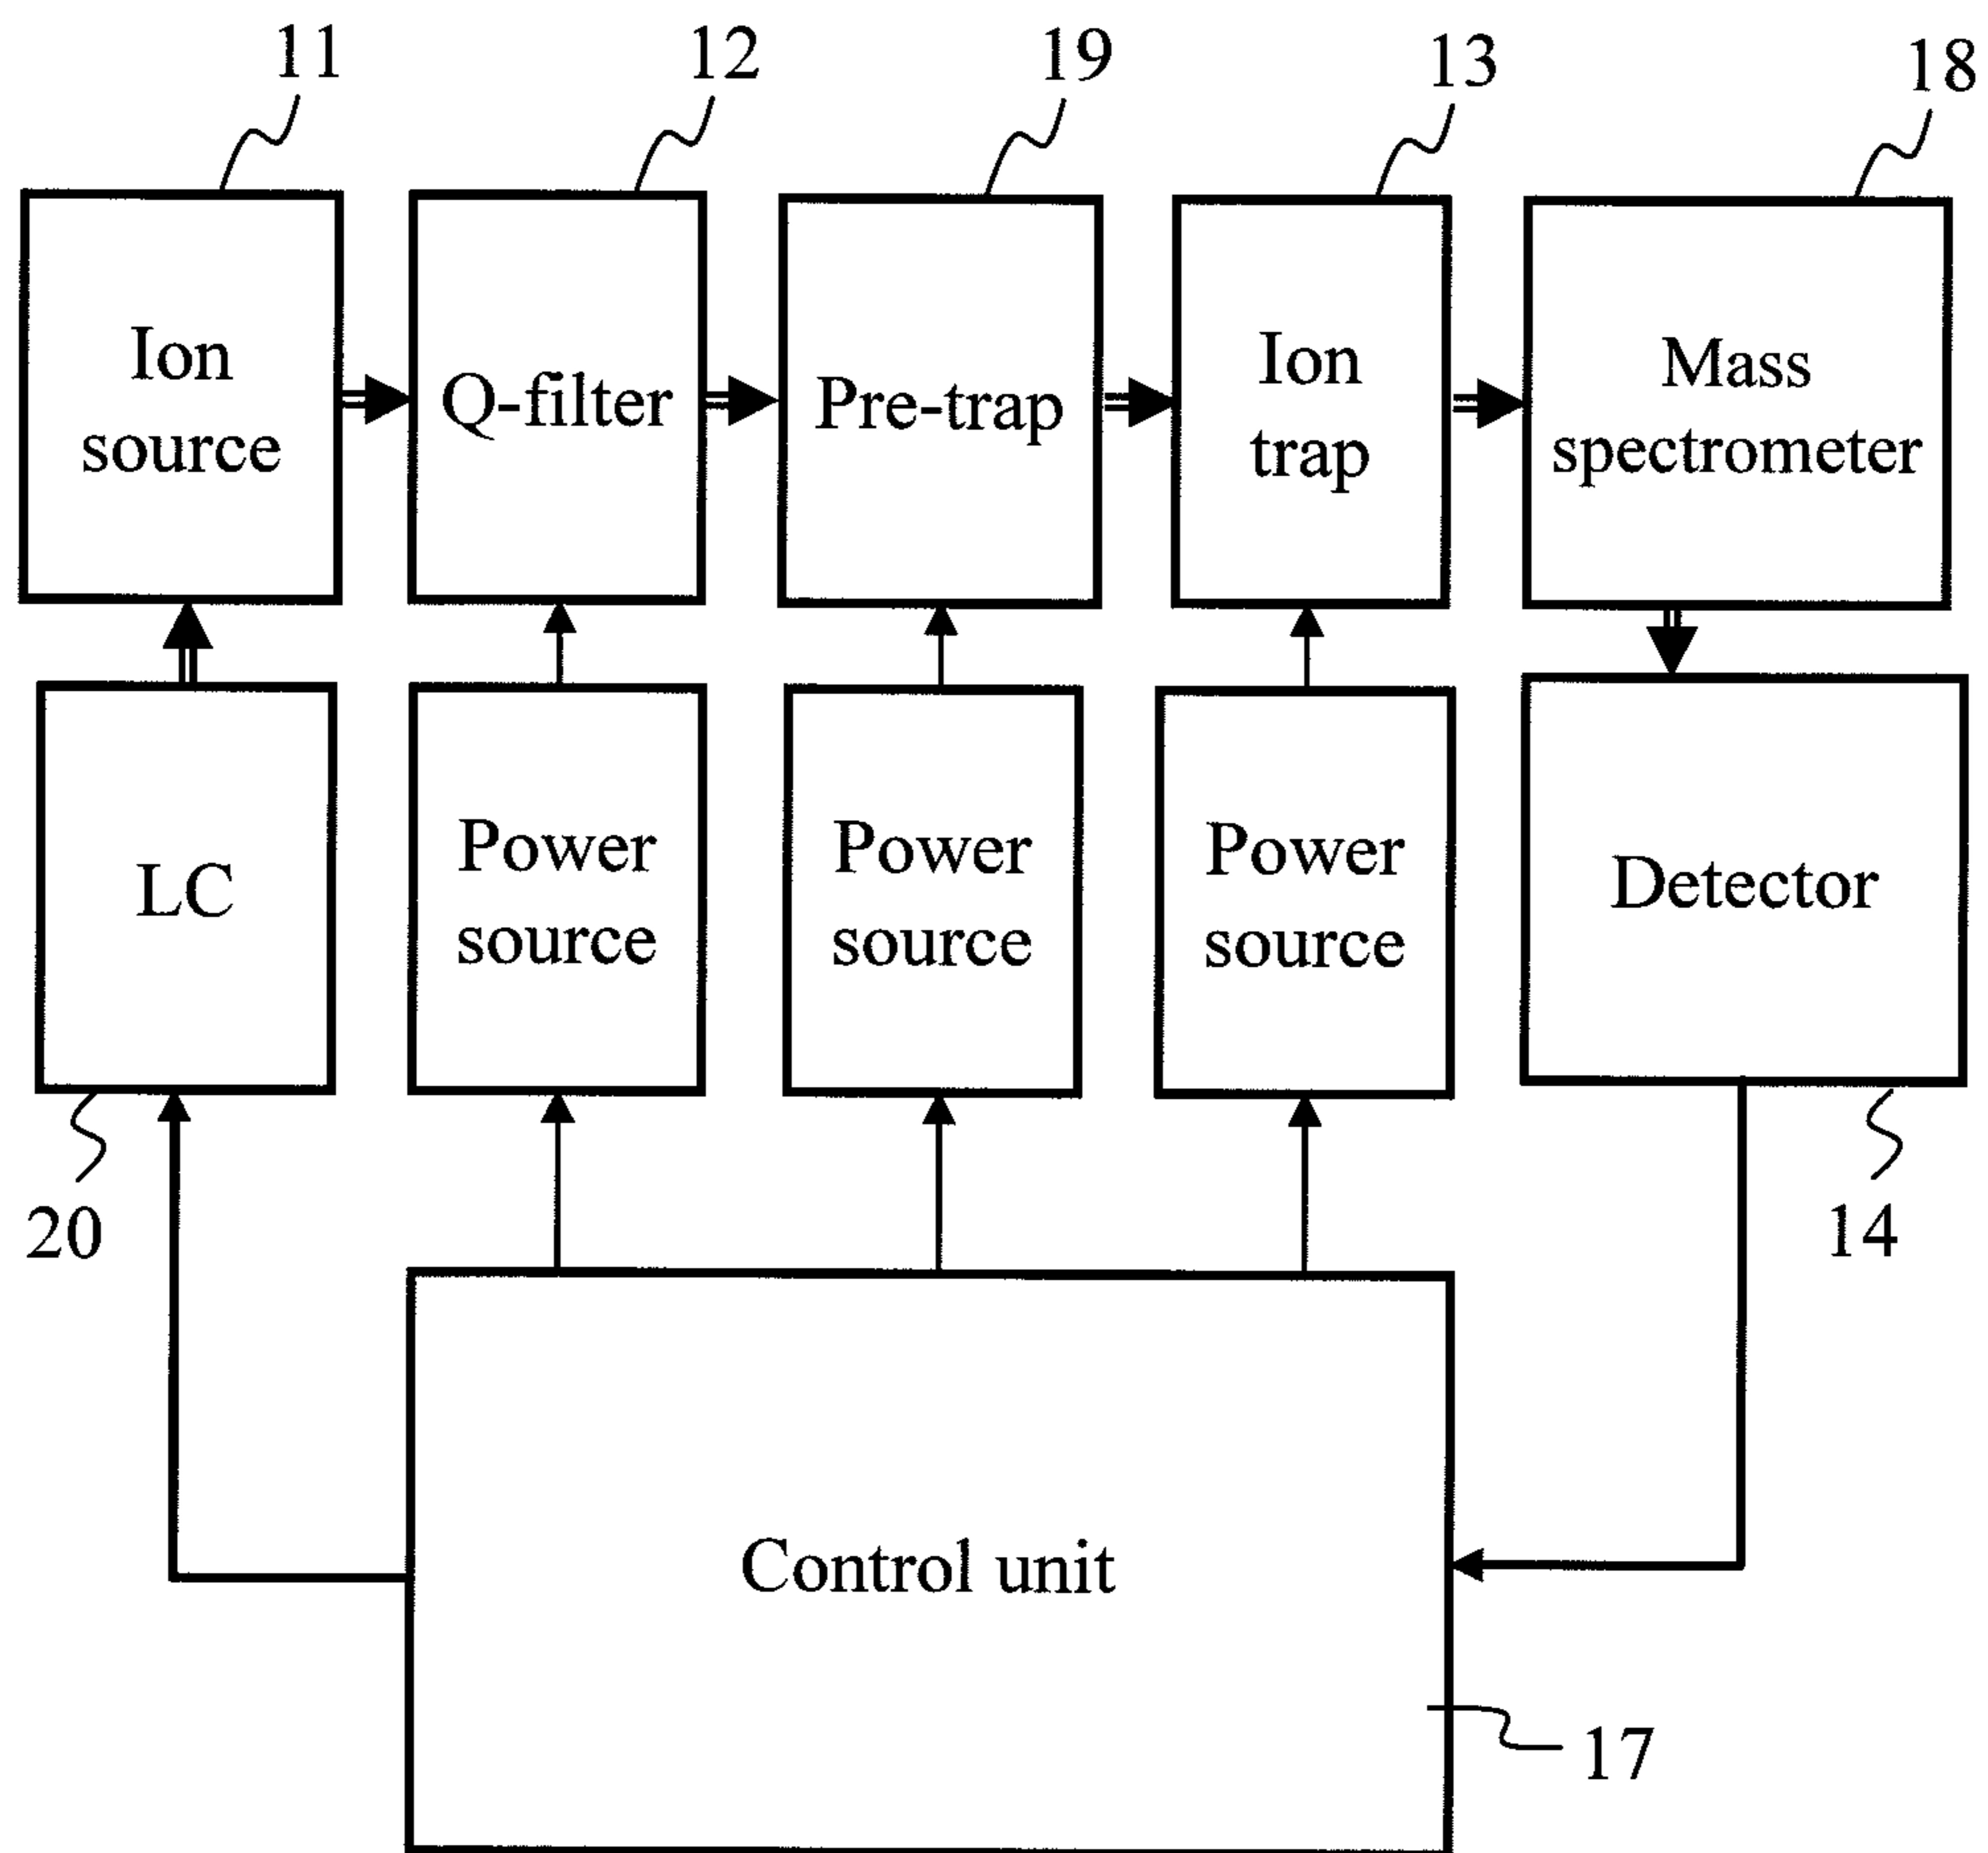 11
12
19
13
18
Ion
source
Q-filter
Pre-trap
Ion
trap
Mass
spectrometer
LC
Power
source
Power
source
Power
source
Detector
20
14
Control unit
17